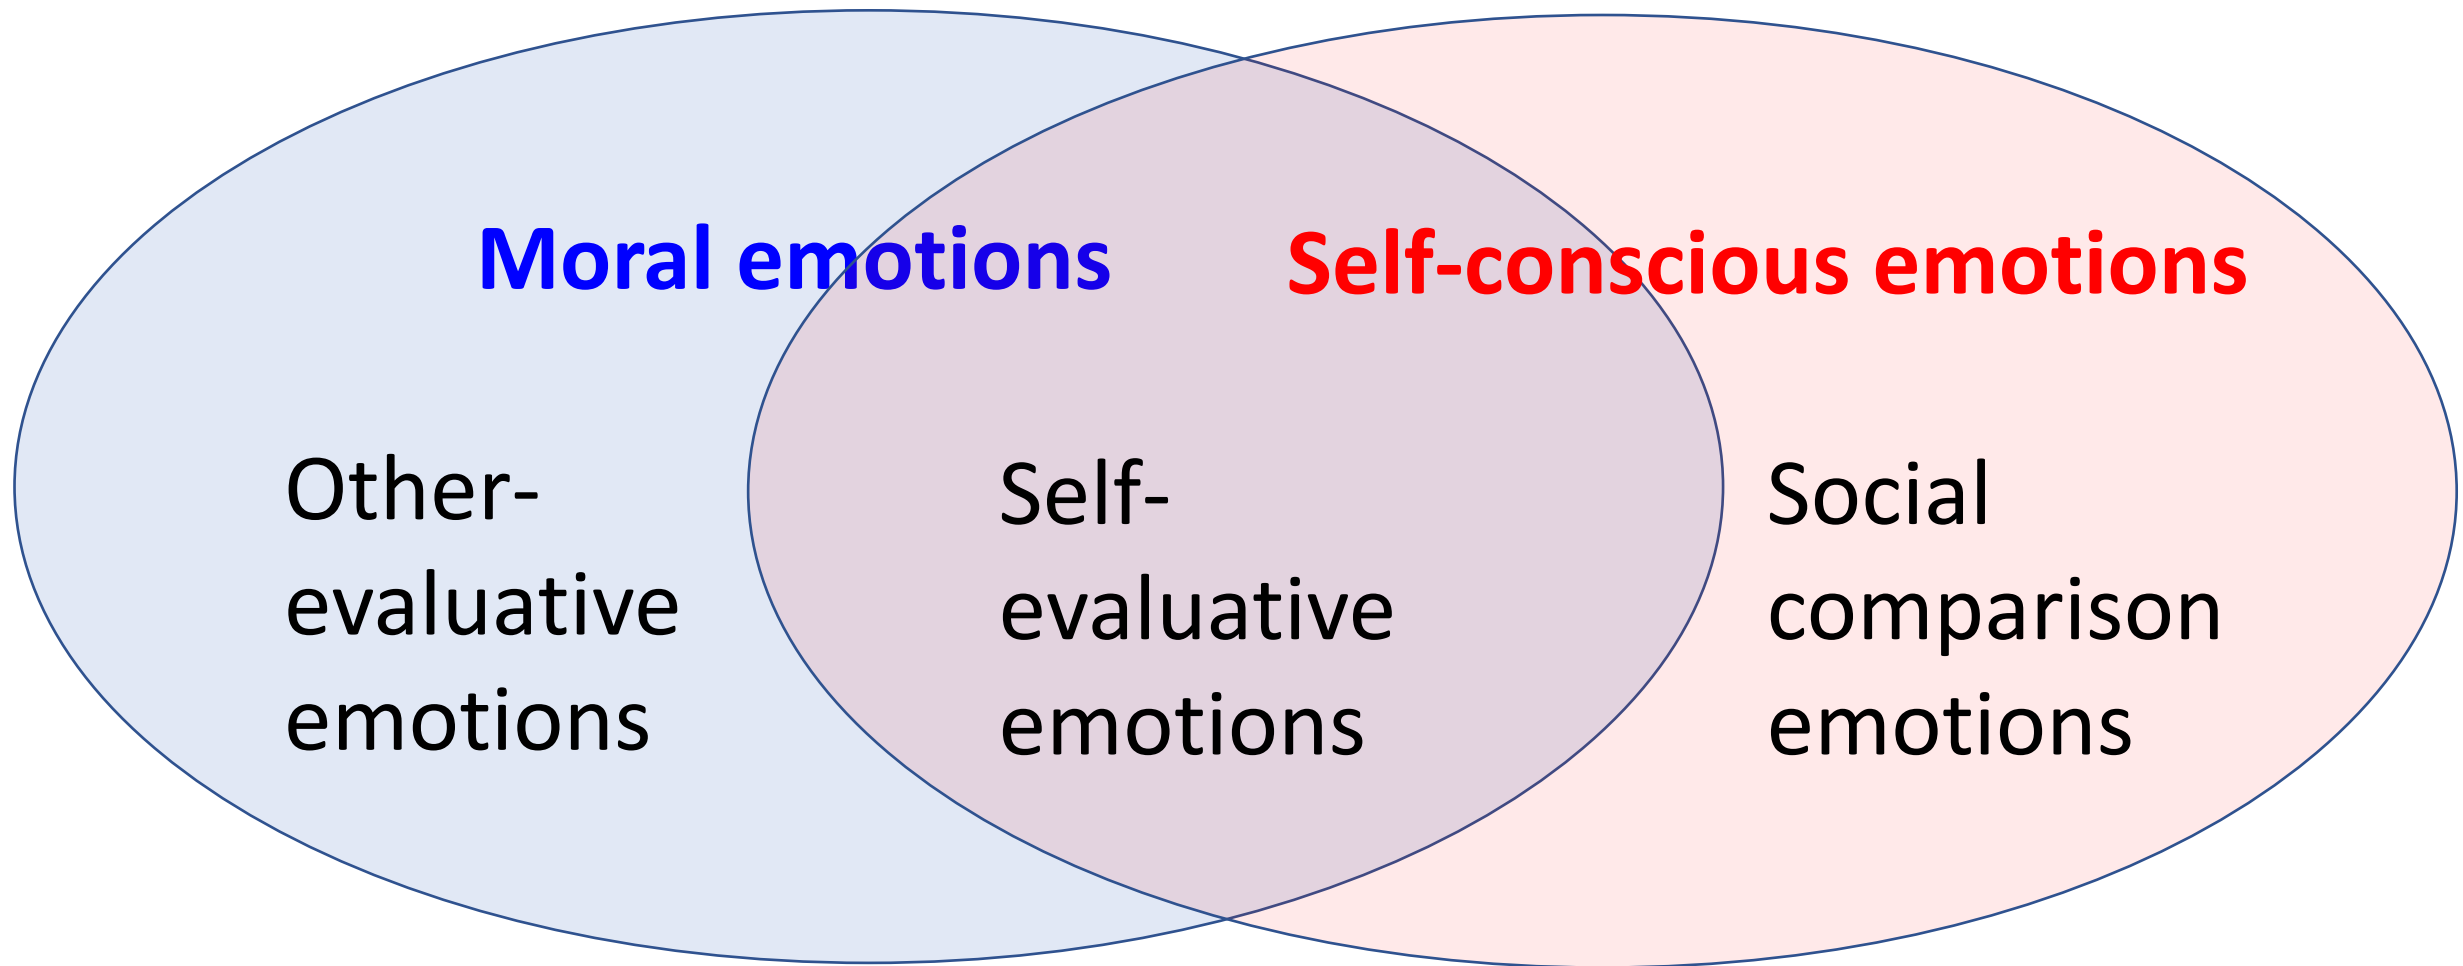 Moral emotions
Self-conscious emotions
Other-
evaluative
emotions
Self-
evaluative
emotions
Social
comparison
emotions